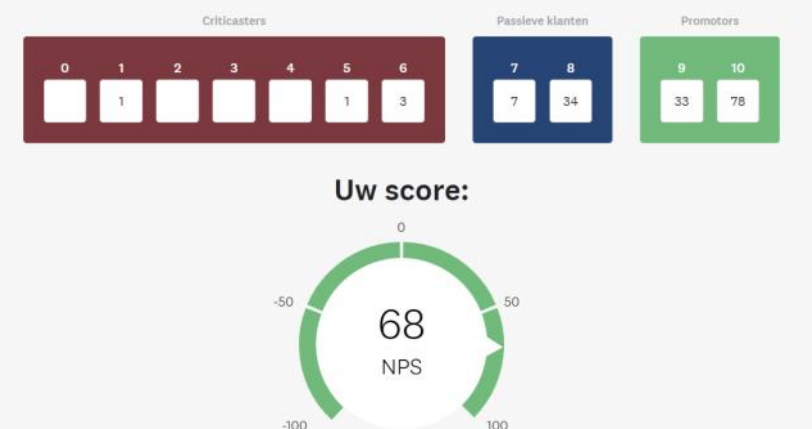 Criticasters Passieve klanten Promotors
0 1 2 3 4 5 6 7 8 9 10
1 1 3 7 34 33 78
Uw score:
0
-50 50
68
NPS
-100 100